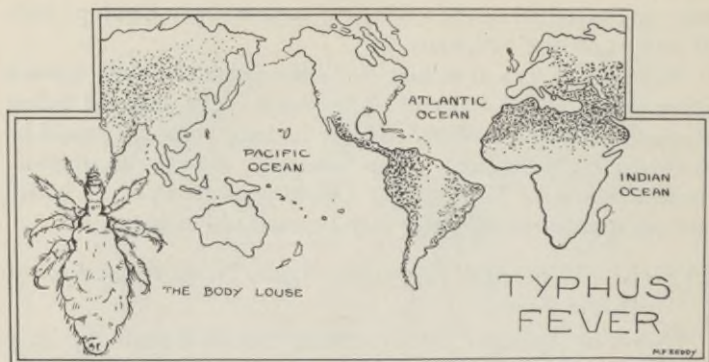 ATLANTIC
OCEAN
PACIFIC
OCEAN
INDIAN
OCEAN
THE BODY LOUSE
TYPHUS
FEVER